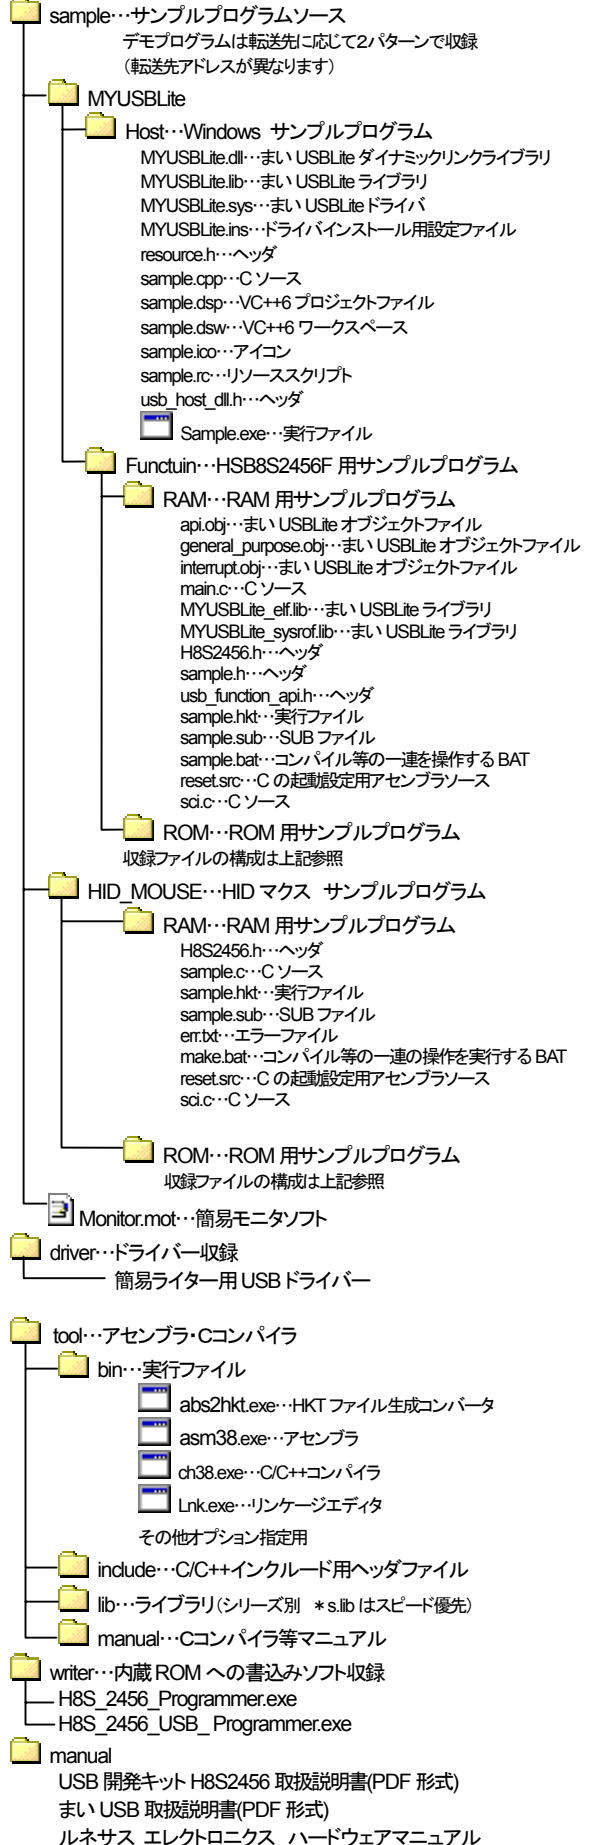 sample…サンプルプログラムソース
デモプログラムは転送先に応じて2パターンで収録
(転送先アドレスが異なります)
MYUSBLite
Host…Windows サンプルプログラム
MYUSBLite.dll…まい USBLite ダイナミックリンクライブラリ
MYUSBLite.lib…まい USBLite ライブラリ
MYUSBLite.sys…まい USBLite ドライバ
MYUSBLite.ins…ドライバインストール用設定ファイル
resource.h…ヘッダ
sample.cpp…C ソース
sample.dsp…VC++6 プロジェクトファイル
sample.dsw…VC++6 ワークスペース
sample.ico…アイコン
sample.rc…リソーススクリプト
usb_host_dll.h…ヘッダ
Sample.exe…実行ファイル
Functuin…HSB8S2456F 用サンプルプログラム
RAM…RAM 用サンプルプログラム
api.obj…まい USBLite オブジェクトファイル
general_purpose.obj…まい USBLite オブジェクトファイル
interrupt.obj…まい USBLite オブジェクトファイル
main.c…C ソース
MYUSBLite_elf.lib…まい USBLite ライブラリ
MYUSBLite_sysrof.lib…まい USBLite ライブラリ
H8S2456.h…ヘッダ
sample.h…ヘッダ
usb_function_api.h…ヘッダ
sample.hkt…実行ファイル
sample.sub…SUB ファイル
sample.bat…コンパイル等の一連を操作する BAT
reset.src…C の起動設定用アセンブラソース
sci.c…C ソース
ROM…ROM 用サンプルプログラム
収録ファイルの構成は上記参照
HID_MOUSE…HID マクス サンプルプログラム
RAM…RAM 用サンプルプログラム
H8S2456.h…ヘッダ
sample.c…C ソース
sample.hkt…実行ファイル
sample.sub…SUB ファイル
err.txt…エラーファイル
make.bat…コンパイル等の一連の操作を実行する BAT
reset.src…C の起動設定用アセンブラソース
sci.c…C ソース
ROM…ROM 用サンプルプログラム
収録ファイルの構成は上記参照
Monitor.mot…簡易モニタソフト
driver…ドライバー収録
簡易ライター用 USB ドライバー
tool…アセンブラ・Cコンパイラ
bin…実行ファイル
abs2hkt.exe…HKT ファイル生成コンバータ
asm38.exe…アセンブラ
ch38.exe…C/C++コンパイラ
Lnk.exe…リンケージエディタ
その他オプション指定用
include…C/C++インクルード用ヘッダファイル
lib…ライブラリ(シリーズ別 *s.lib はスピード優先)
manual…Cコンパイラ等マニュアル
writer…内蔵 ROM への書込みソフト収録
H8S_2456_Programmer.exe
H8S_2456_USB_ Programmer.exe
manual
USB 開発キット H8S2456 取扱説明書(PDF 形式)
まい USB 取扱説明書(PDF 形式)
ルネサス エレクトロニクス ハードウェアマニュアル